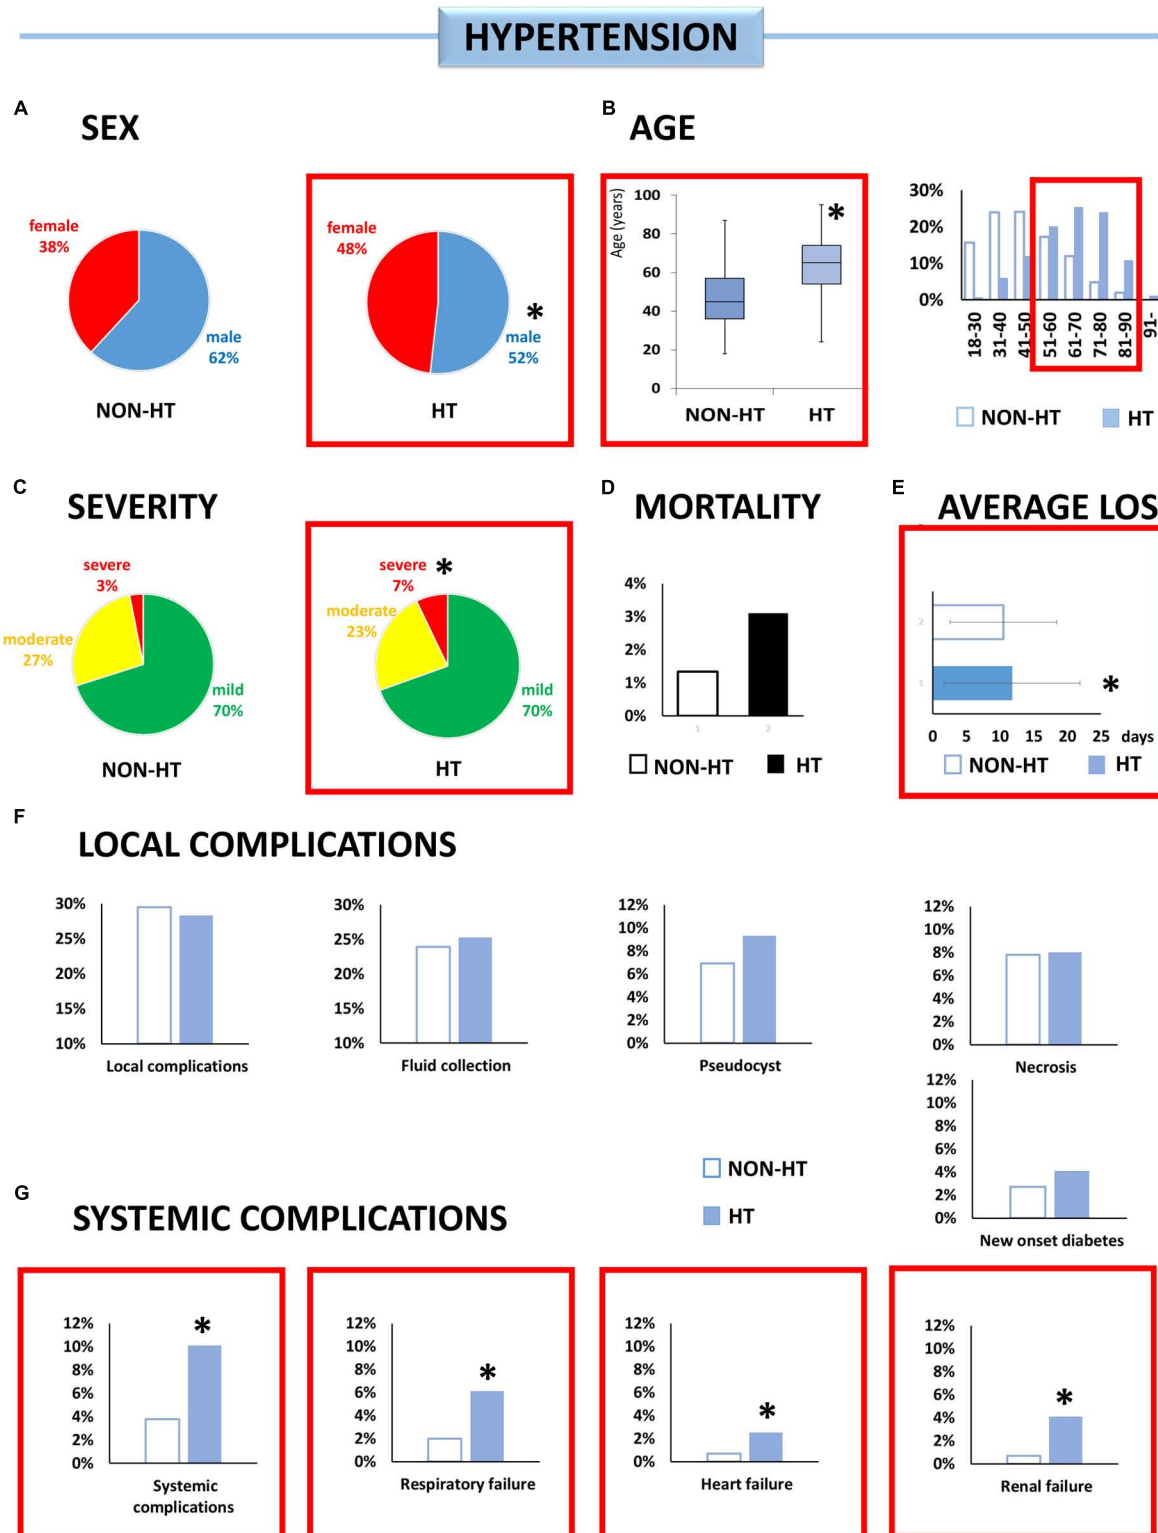 HYPERTENSION
A
SEX
female
38%
male
62%
NON-HT
female
48%
*
male
52%
HT
B
AGE
Age (years)
100
80
60
40
20
0
*
NON-HT HT
30%
20%
10%
0%
18-30
31-40
41-50
51-60
61-70
71-80
81-90
91-
NON-HT HT
C
SEVERITY
severe
3%
moderate
27%
mild
70%
NON-HT
severe *
7%
moderate
23%
mild
70%
HT
D
MORTALITY
4%
3%
2%
1%
0%
1 2
NON-HT HT
E
AVERAGE LOS
2
1
*
0 5 10 15 20 25 days
NON-HT HT
F
LOCAL COMPLICATIONS
30%
25%
20%
15%
10%
Local complications
30%
25%
20%
15%
10%
Fluid collection
12%
10%
8%
6%
4%
2%
0%
Pseudocyst
12%
10%
8%
6%
4%
2%
0%
Necrosis
12%
10%
8%
6%
4%
2%
0%
New onset diabetes
NON-HT
HT
G
SYSTEMIC COMPLICATIONS
12%
10%
8%
6%
4%
2%
0%
*
Systemic
complications
12%
10%
8%
6%
4%
2%
0%
*
Respiratory failure
12%
10%
8%
6%
4%
2%
0%
*
Heart failure
12%
10%
8%
6%
4%
2%
0%
*
Renal failure